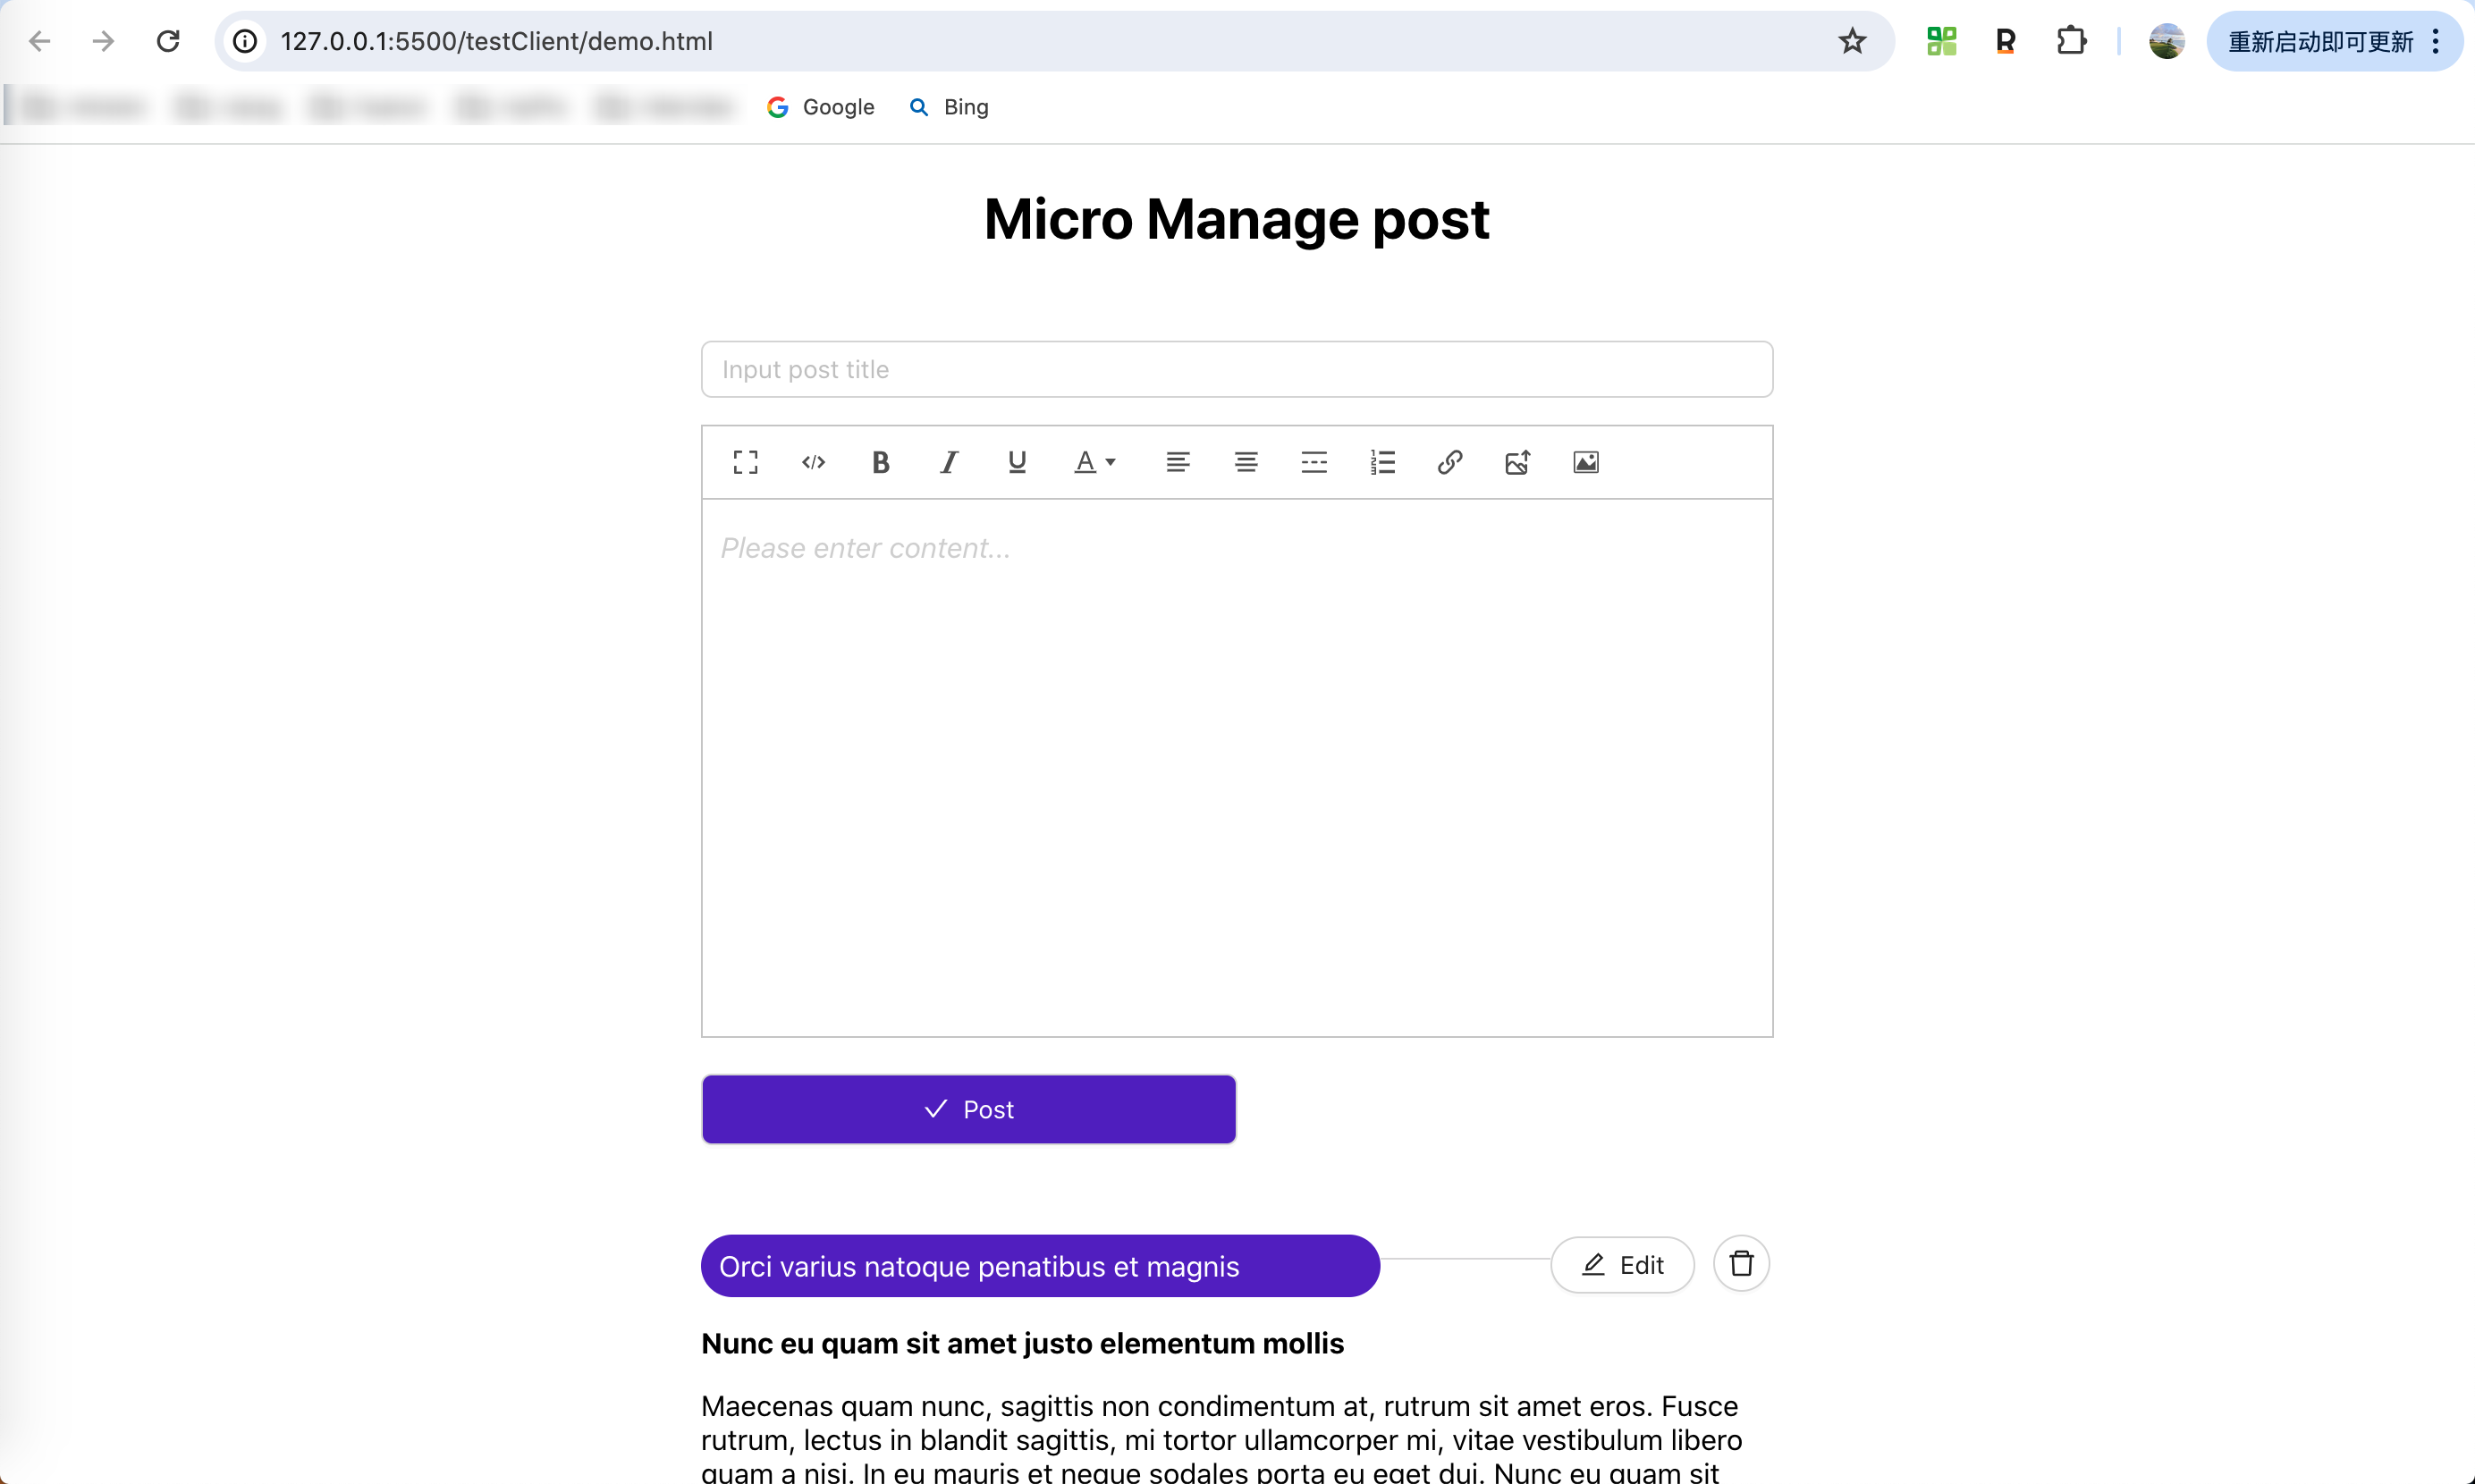 127.0.0.1:5500/testClient/demo.html
重新启动即可更新
Google
Bing
Micro Manage post
Input post title
Please enter content...
Post
Orci varius natoque penatibus et magnis
Edit
Nunc eu quam sit amet justo elementum mollis
Maecenas quam nunc, sagittis non condimentum at, rutrum sit amet eros. Fusce
rutrum, lectus in blandit sagittis, mi tortor ullamcorper mi, vitae vestibulum libero
quam a nisi. In eu mauris et neque sodales porta eu eget dui. Nunc eu quam sit